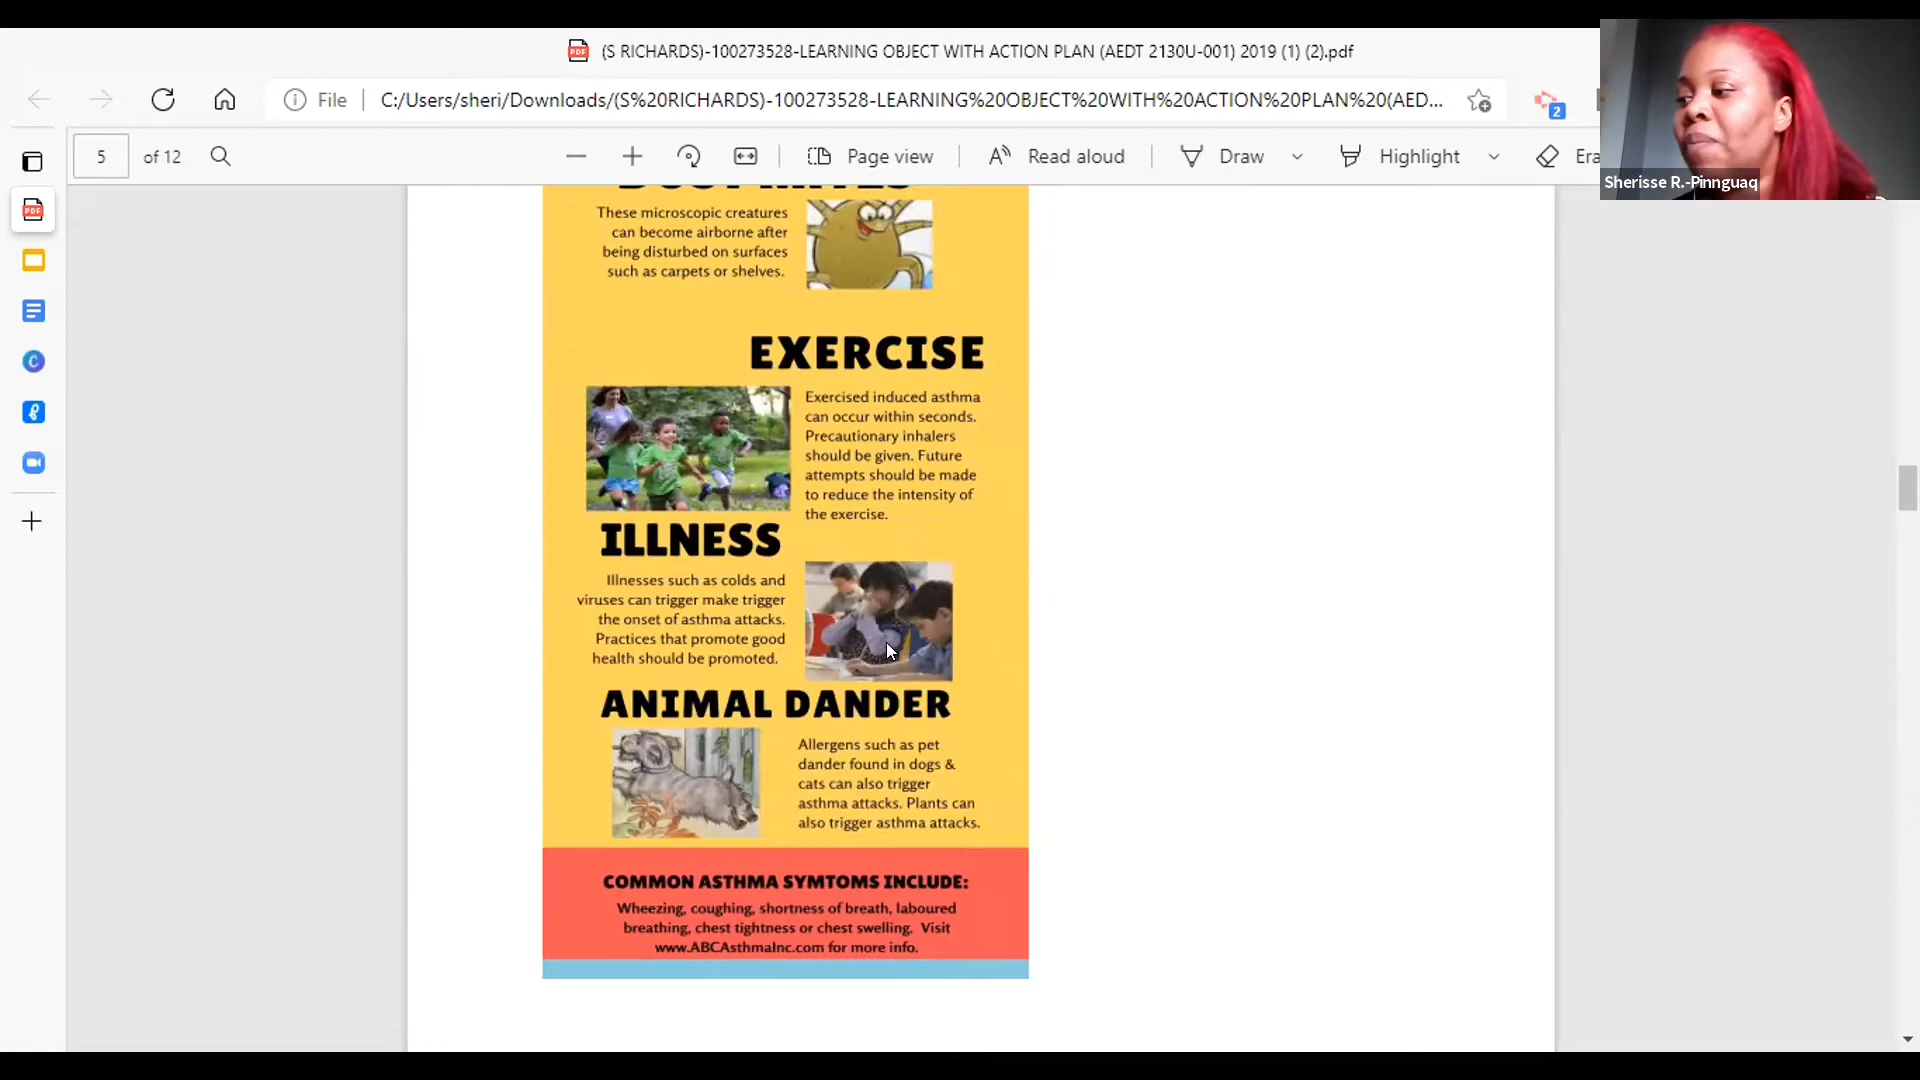 (S RICHARDS)-100273528-LEARNING OBJECT WITH ACTION PLAN (AEDT 2130U-001) 2019 (1) (2).pdf
File
C:/Users/sheri/Downloads/(S%20RICHARDS)-100273528-LEARNING%20OBJECT%20WITH%20ACTION%20PLAN%20(AED...
2
5 of 12
Page view
Read aloud
Draw
Highlight
Era
Sherisse R.-Pinnguaq
DUST MITES
These microscopic creatures
can become airborne after
being disturbed on surfaces
such as carpets or shelves.
EXERCISE
Exercised induced asthma
can occur within seconds.
Precautionary inhalers
should be given. Future
attempts should be made
to reduce the intensity of
the exercise.
ILLNESS
Illnesses such as colds and
viruses can trigger make trigger
the onset of asthma attacks.
Practices that promote good
health should be promoted.
ANIMAL DANDER
Allergens such as pet
dander found in dogs &
cats can also trigger
asthma attacks. Plants can
also trigger asthma attacks.
COMMON ASTHMA SYMTOMS INCLUDE:
Wheezing, coughing, shortness of breath, laboured
breathing, chest tightness or chest swelling. Visit
www.ABCAsthmaInc.com for more info.